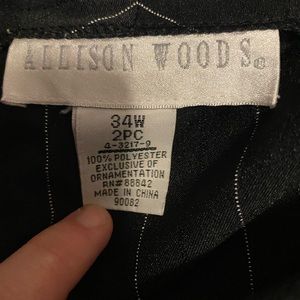 ALLISON WOODS®
34W
2PC
4-3217-9
100% POLYESTER
EXCLUSIVE OF
ORNAMENTATION
RN#88842
MADE IN CHINA
90082